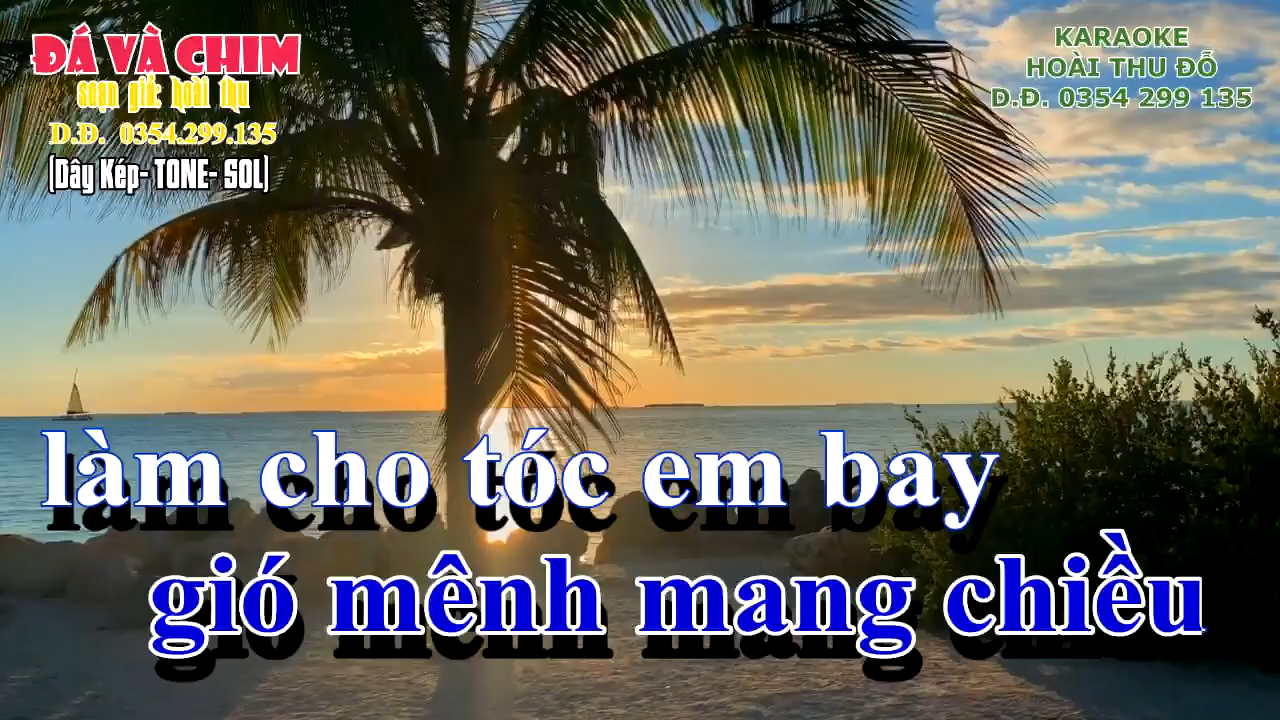 ĐÁ VÀ CHIM
soạn giả: hoài thu
D.Đ. 0354.299.135
(Dây Kép- TONE- SOL)
KARAOKE
HOÀI THU ĐỖ
D.Đ. 0354 299 135
làm cho tóc em bay
gió mênh mang chiều